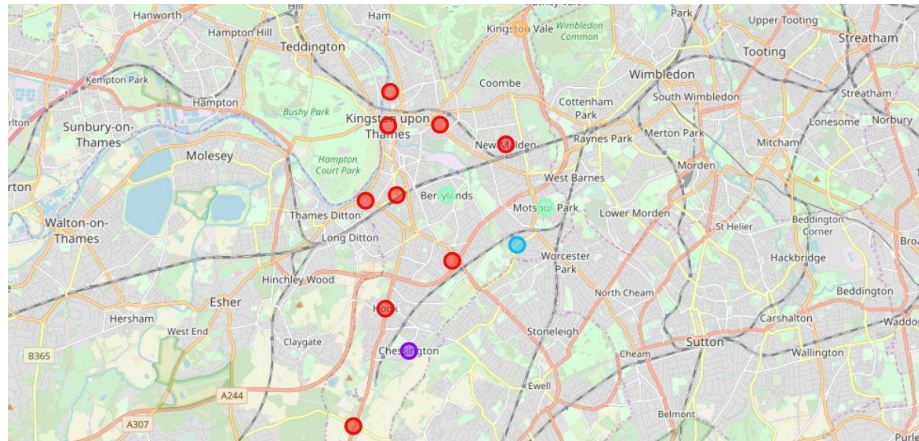 Hanworth
Hill
Ham
Park
Upper Tooting
Hampton Hill
Kingston Vale
Wimbledon
Common
Streatham
Teddington
Tooting
Kempton Park
Coombe
Wimbledon
Hampton
Bushy Park
Cottenham
Park
South Wimbledon
Streatham
Sunbury-on-
Thames
Kingston upon
Thames
Lonesome
Norbury
Molesey
New Malden
Raynes Park
Merton Park
Mitcham
Hampton
Court Park
Morden
West Barnes
Berrylands
Walton-on-
Thames
Thames Ditton
Motspur Park
Lower Morden
St Helier
Beddington
Corner
Long Ditton
Worcester
Park
Hackbridge
Hinchley Wood
North Cheam
Beddington
Esher
Hersham
West End
Claygate
Hook
Stoneleigh
Carshalton
Waddo
B365
Chessington
Cheam
Sutton
Wallington
Ewell
A244
Belmont
A307
Purle